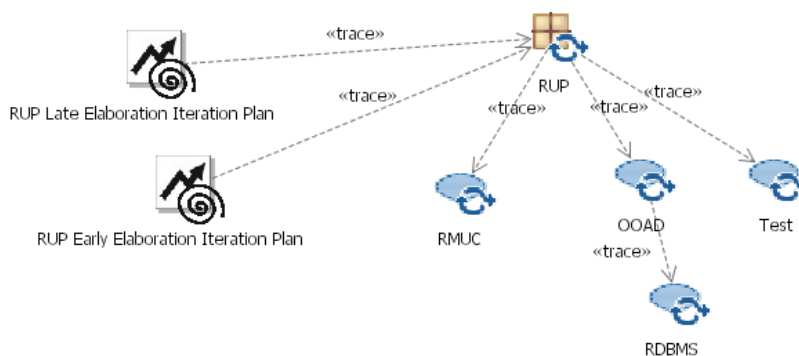 «trace»
RUP
RUP Late Elaboration Iteration Plan
«trace»
«trace»
«trace»
«trace»
RMUC
OOAD
Test
RUP Early Elaboration Iteration Plan
«trace»
RDBMS